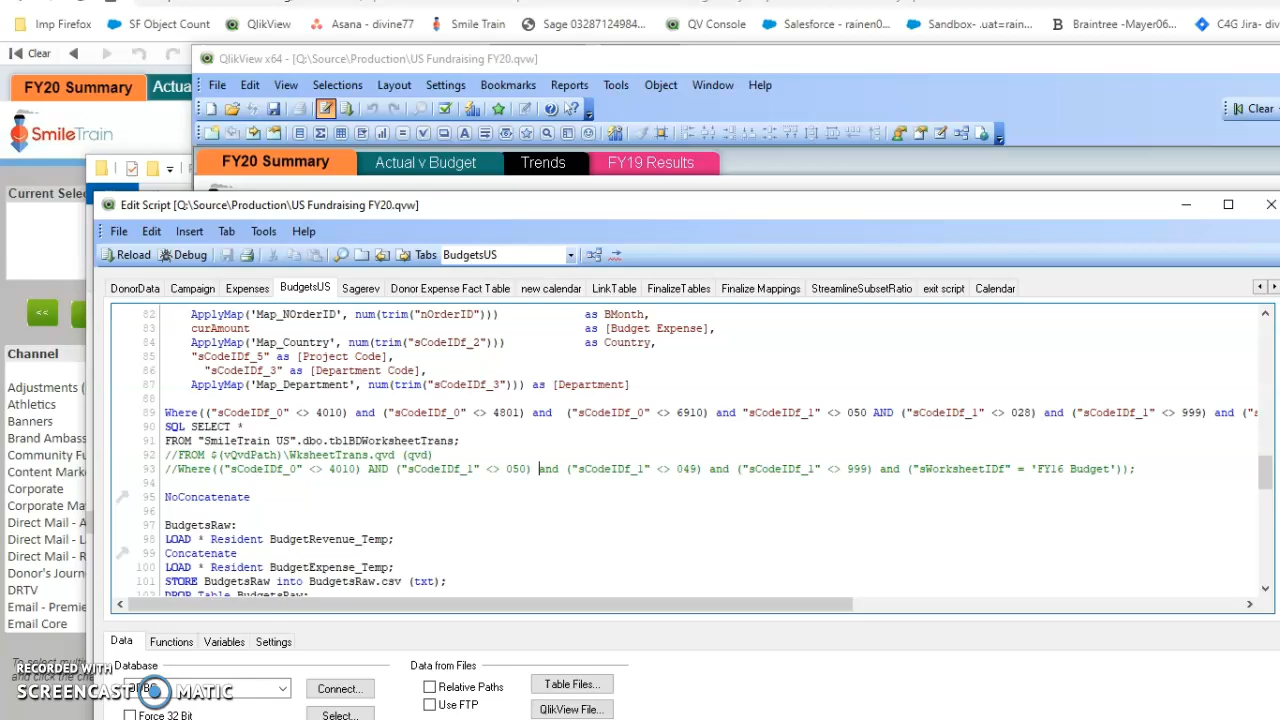 Imp Firefox SF Object Count QlikView Asana - divine77 Smile Train Sage 03287124984... QV Console Salesforce - rainen0... Sandbox- .uat=rain... Braintree -Mayer06... C4G Jira- divi
Clear
QlikView x64 - [Q:\Source\Production\US Fundraising FY20.qvw]
FY20 Summary Actua
File Edit View Selections Layout Settings Bookmarks Reports Tools Object Window Help
Clear
SmileTrain
FY20 Summary Actual v Budget Trends FY19 Results
Current Selec
Edit Script [Q:\Source\Production\US Fundraising FY20.qvw]
File Edit Insert Tab Tools Help
Reload Debug Tabs BudgetsUS
DonorData Campaign Expenses BudgetsUS Sagerev Donor Expense Fact Table new calendar LinkTable FinalizeTables Finalize Mappings StreamlineSubsetRatio exit script Calendar
<<
82 ApplyMap('Map_NOrderID', num(trim("nOrderID"))) as BMonth,
83 curAmount as [Budget Expense],
84 ApplyMap('Map_Country', num(trim("sCodeIDf_2"))) as Country,
85 "sCodeIDf_5" as [Project Code],
86 "sCodeIDf_3" as [Department Code],
87 ApplyMap('Map_Department', num(trim("sCodeIDf_3"))) as [Department]
88
89 Where(("sCodeIDf_0" <> 4010) and ("sCodeIDf_0" <> 4801) and ("sCodeIDf_0" <> 6910) and "sCodeIDf_1" <> 050 AND ("sCodeIDf_1" <> 028) and ("sCodeIDf_1" <> 999) and ("s
90 SQL SELECT *
91 FROM "SmileTrain US".dbo.tblBDWorksheetTrans;
92 //FROM $(vQvdPath)\WksheetTrans.qvd (qvd)
93 //Where(("sCodeIDf_0" <> 4010) AND ("sCodeIDf_1" <> 050) and ("sCodeIDf_1" <> 049) and ("sCodeIDf_1" <> 999) and ("sWorksheetIDf" = 'FY16 Budget'));
94
95 NoConcatenate
96
97 BudgetsRaw:
98 LOAD * Resident BudgetRevenue_Temp;
99 Concatenate
100 LOAD * Resident BudgetExpense_Temp;
101 STORE BudgetsRaw into BudgetsRaw.csv (txt);
102 DROP Table BudgetsRaw;
Channel
Adjustments (
Athletics
Banners
Brand Ambass
Community Fu
Content Market
Corporate
Corporate Ma
Direct Mail - A
Direct Mail - L
Direct Mail - R
Donor's Journ
DRTV
Email - Premie
Email Core
Data Functions Variables Settings
Database Data from Files
Connect... Relative Paths Table Files...
Select... Use FTP QlikView File...
Force 32 Bit
RECORDED WITH
SCREENCAST MATIC